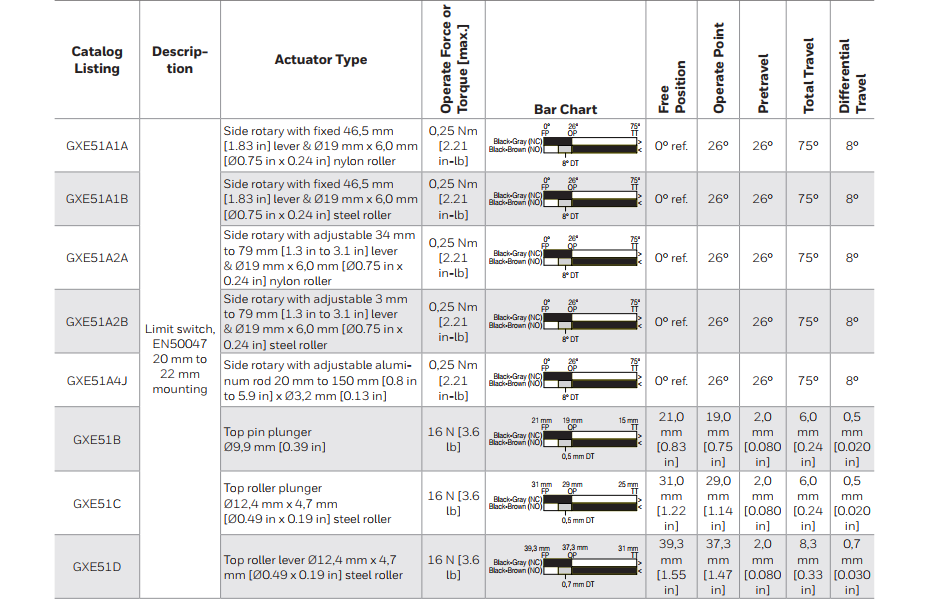 Catalog
Listing
Descrip-
tion
Actuator Type
Operate Force or
Torque [max.]
Bar Chart
Free
Position
Operate Point
Pretravel
Total Travel
Differential
Travel
Limit switch,
EN50047
20 mm to
22 mm
mounting
GXE51A1A
Side rotary with fixed 46,5 mm
[1.83 in] lever & Ø19 mm x 6,0 mm
[Ø0.75 in x 0.24 in] nylon roller
0,25 Nm
[2.21
in-lb]
0° 26° 75°
FP OP TT
Black•Gray (NC) >
Black•Brown (NO) <
8° DT
0° ref.
26°
26°
75°
8°
GXE51A1B
Side rotary with fixed 46,5 mm
[1.83 in] lever & Ø19 mm x 6,0 mm
[Ø0.75 in x 0.24 in] steel roller
0,25 Nm
[2.21
in-lb]
0° 26° 75°
FP OP TT
Black•Gray (NC) >
Black•Brown (NO) <
8° DT
0° ref.
26°
26°
75°
8°
GXE51A2A
Side rotary with adjustable 34 mm
to 79 mm [1.3 in to 3.1 in] lever
& Ø19 mm x 6,0 mm [Ø0.75 in x
0.24 in] nylon roller
0,25 Nm
[2.21
in-lb]
0° 26° 75°
FP OP TT
Black•Gray (NC) >
Black•Brown (NO) <
8° DT
0° ref.
26°
26°
75°
8°
GXE51A2B
Side rotary with adjustable 3 mm
to 79 mm [1.3 in to 3.1 in] lever
& Ø19 mm x 6,0 mm [Ø0.75 in x
0.24 in] steel roller
0,25 Nm
[2.21
in-lb]
0° 26° 75°
FP OP TT
Black•Gray (NC) >
Black•Brown (NO) <
8° DT
0° ref.
26°
26°
75°
8°
GXE51A4J
Side rotary with adjustable alumi-
num rod 20 mm to 150 mm [0.8 in
to 5.9 in] x Ø3,2 mm [0.13 in]
0,25 Nm
[2.21
in-lb]
0° 26° 75°
FP OP TT
Black•Gray (NC) >
Black•Brown (NO) <
8° DT
0° ref.
26°
26°
75°
8°
GXE51B
Top pin plunger
Ø9,9 mm [0.39 in]
16 N [3.6
lb]
21 mm 19 mm 15 mm
FP OP TT
Black•Gray (NC) >
Black•Brown (NO) <
0,5 mm DT
21,0
mm
[0.83
in]
19,0
mm
[0.75
in]
2,0
mm
[0.080
in]
6,0
mm
[0.24
in]
0,5
mm
[0.020
in]
GXE51C
Top roller plunger
Ø12,4 mm x 4,7 mm
[Ø0.49 in x 0.19 in] steel roller
16 N [3.6
lb]
31 mm 29 mm 25 mm
FP OP TT
Black•Gray (NC) >
Black•Brown (NO) <
0,5 mm DT
31,0
mm
[1.22
in]
29,0
mm
[1.14
in]
2,0
mm
[0.080
in]
6,0
mm
[0.24
in]
0,5
mm
[0.020
in]
GXE51D
Top roller lever Ø12,4 mm x 4,7
mm [Ø0.49 x 0.19 in] steel roller
16 N [3.6
lb]
39,3 mm 37,3 mm 31 mm
FP OP TT
Black•Gray (NC) >
Black•Brown (NO) <
0,7 mm DT
39,3
mm
[1.55
in]
37,3
mm
[1.47
in]
2,0
mm
[0.080
in]
8,3
mm
[0.33
in]
0,7
mm
[0.030
in]